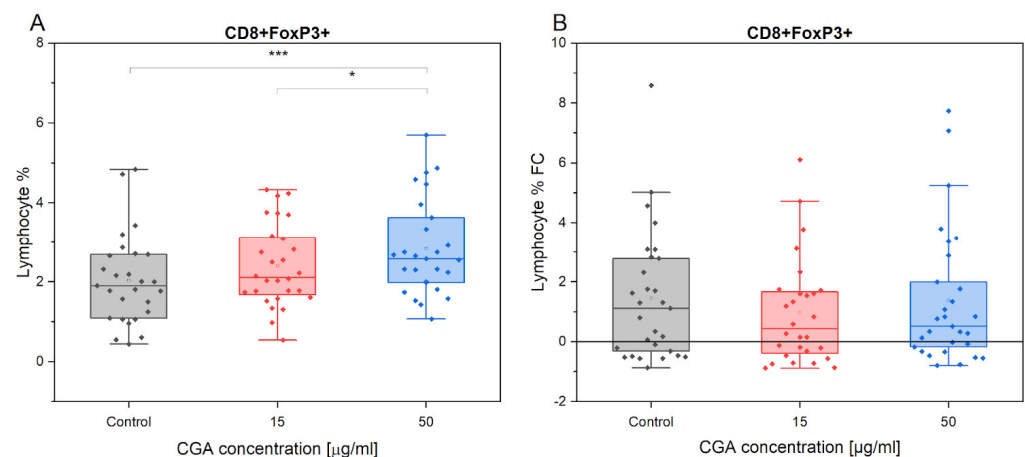 A
CD8+FoxP3+
***
*
8
6
4
2
0
Lymphocyte %
Control
15
50
CGA concentration [μg/ml]
B
CD8+FoxP3+
10
8
6
4
2
0
-2
Lymphocyte % FC
Control
15
50
CGA concentration [μg/ml]